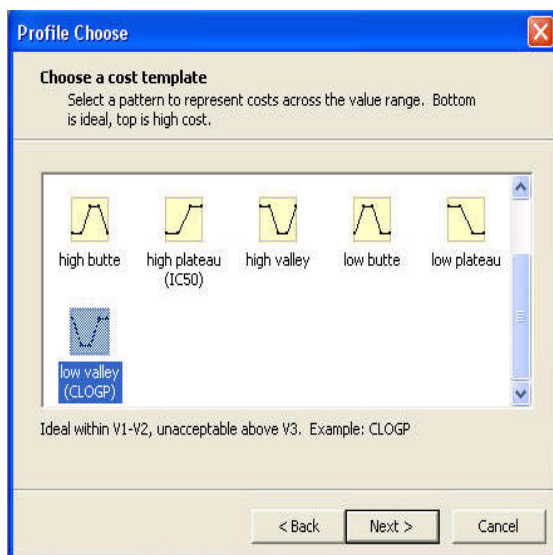 Profile Choose
Choose a cost template
Select a pattern to represent costs across the value range. Bottom
is ideal, top is high cost.
high butte
high plateau
(IC50)
high valley
low butte
low plateau
low valley
(CLOGP)
Ideal within V1-V2, unacceptable above V3. Example: CLOGP
< Back
Next >
Cancel